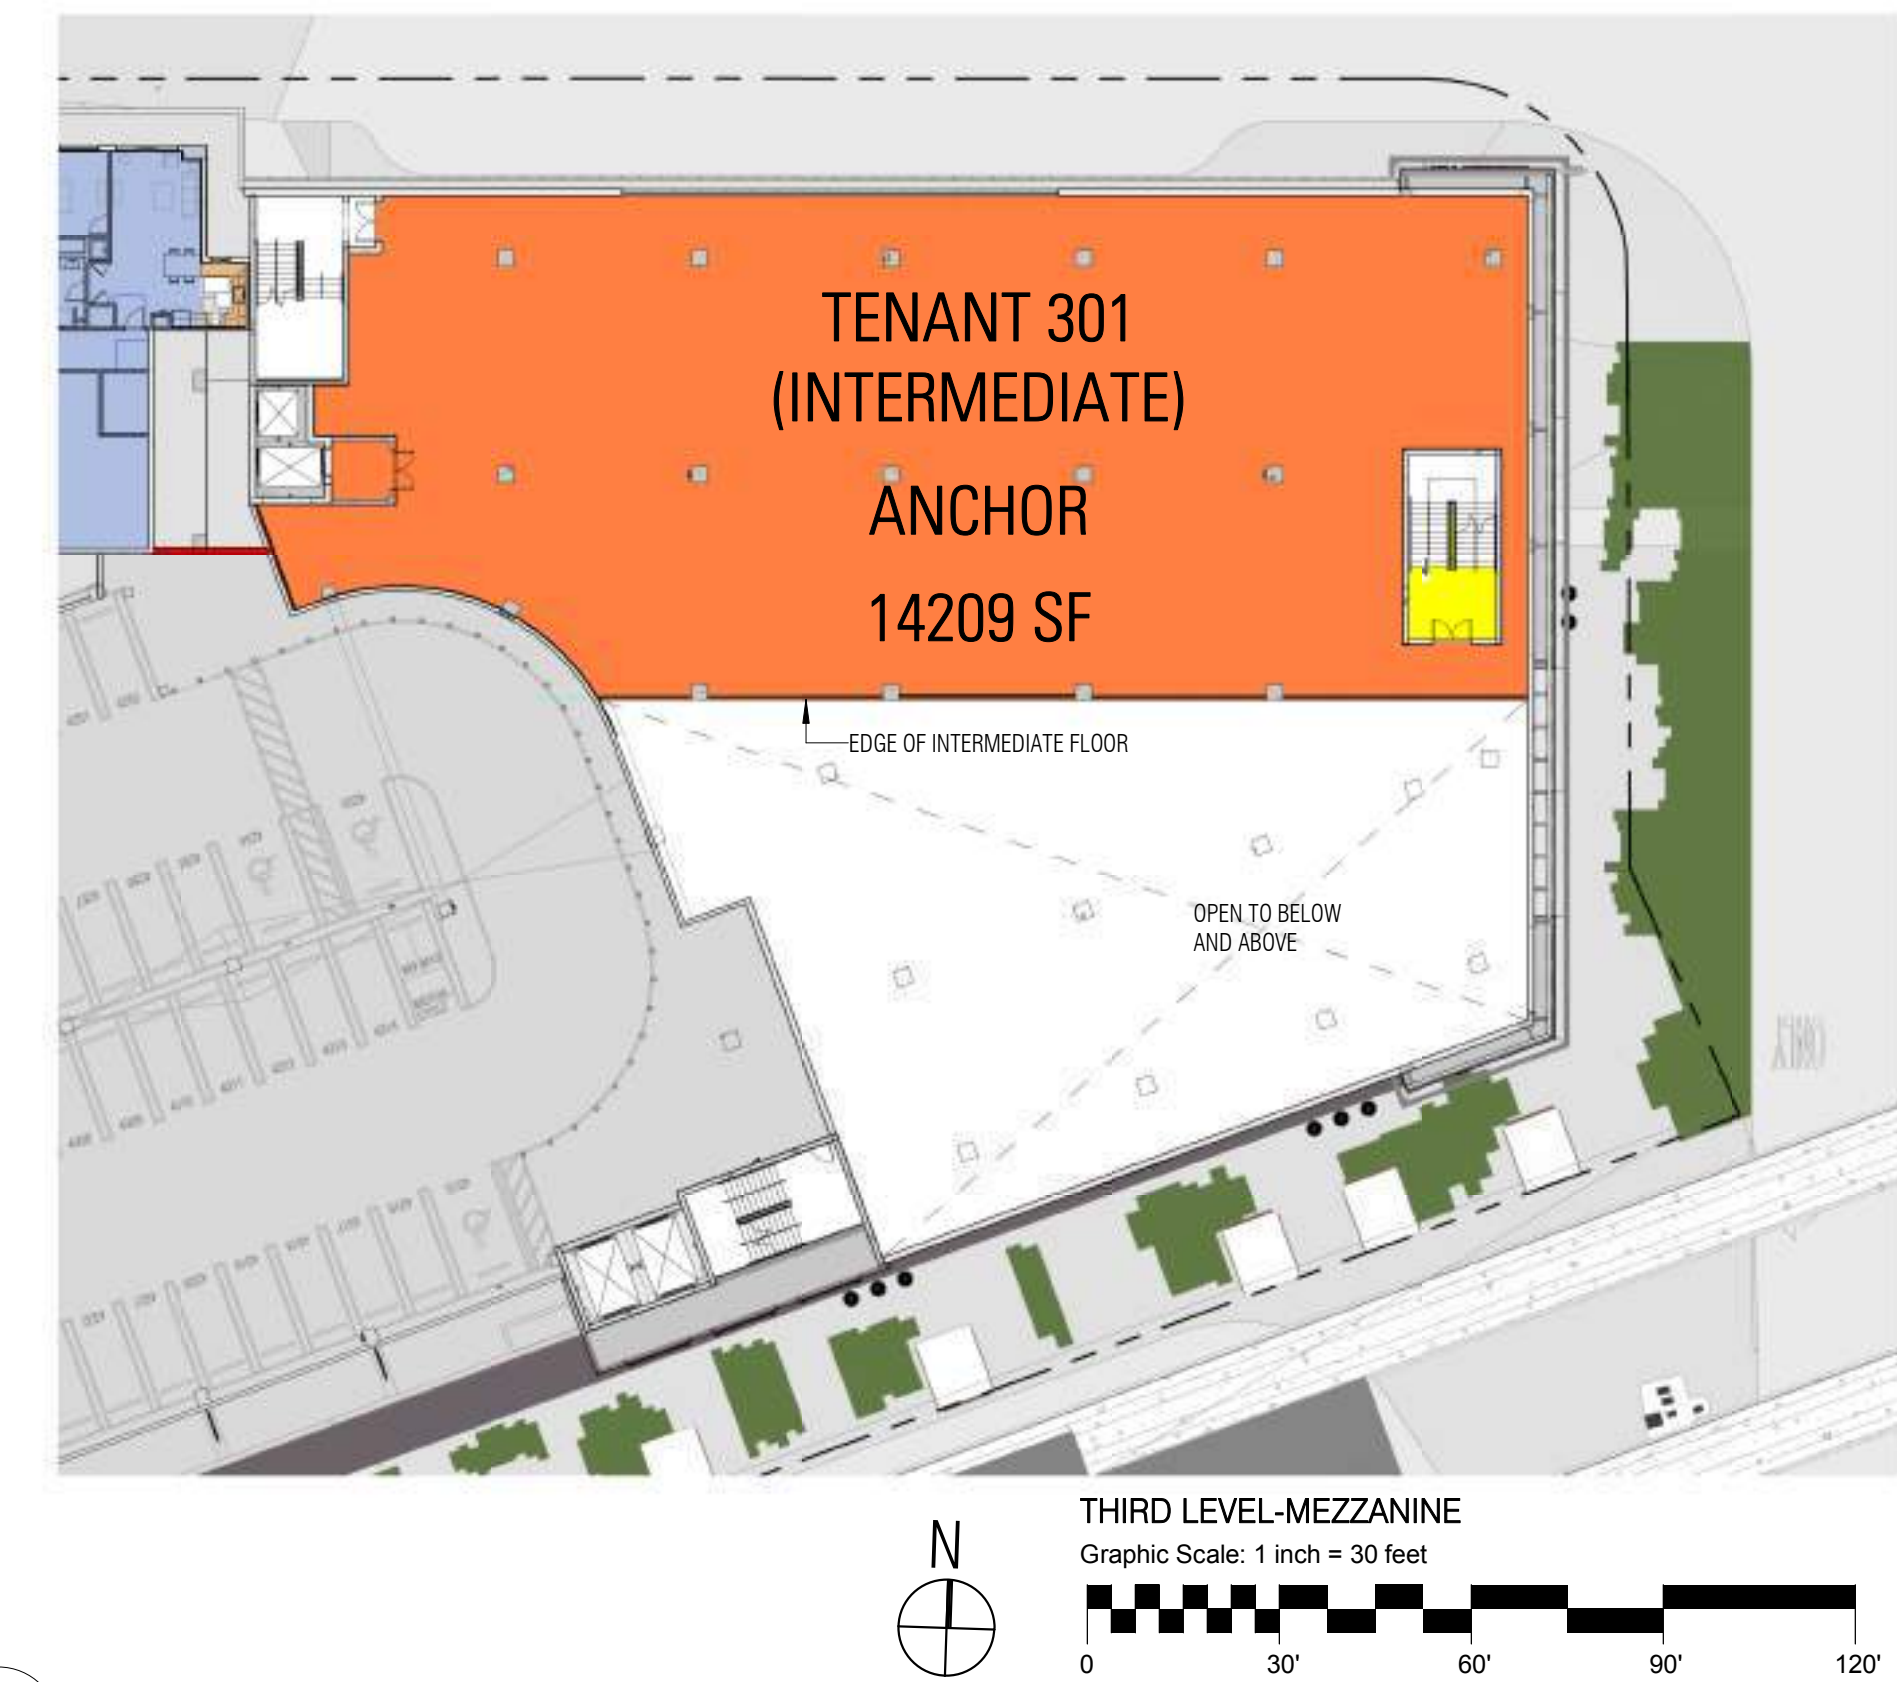 TENANT 301
(INTERMEDIATE)
ANCHOR
14209 SF
EDGE OF INTERMEDIATE FLOOR
OPEN TO BELOW
AND ABOVE
THIRD LEVEL-MEZZANINE
Graphic Scale: 1 inch = 30 feet
N
0 30' 60' 90' 120'